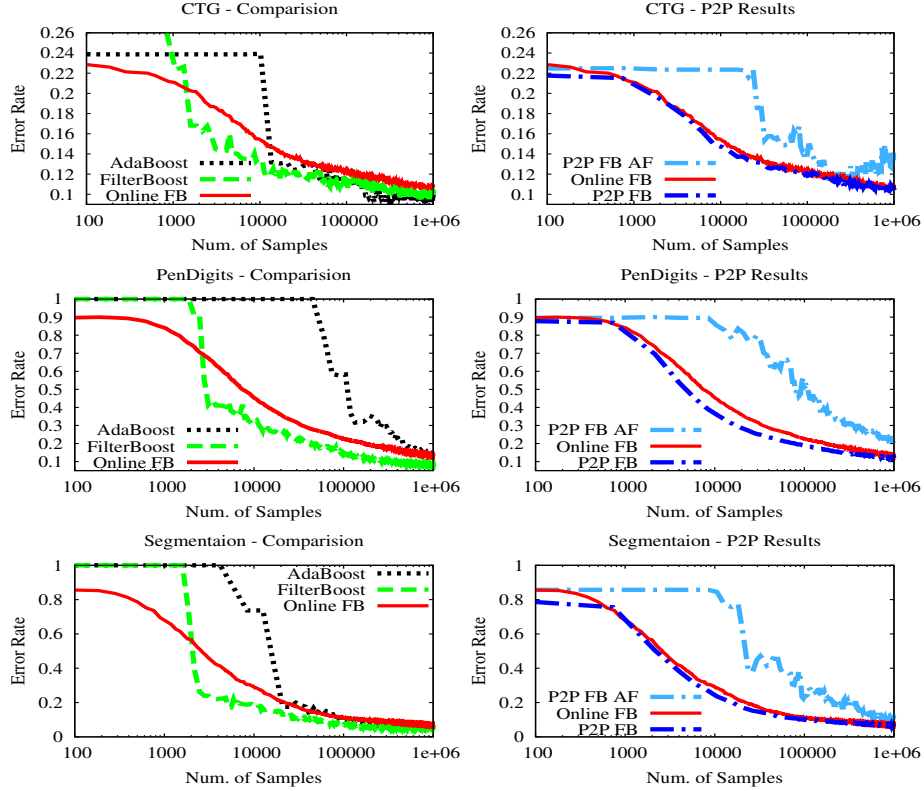 CTG - Comparision
Error Rate
0.26
0.24
0.22
0.2
0.18
0.16
0.14
0.12
0.1
AdaBoost
FilterBoost
Online FB
100
1000
10000
100000
1e+06
Num. of Samples
CTG - P2P Results
Error Rate
0.26
0.24
0.22
0.2
0.18
0.16
0.14
0.12
0.1
P2P FB AF
Online FB
P2P FB
100
1000
10000
100000
1e+06
Num. of Samples
PenDigits - Comparision
Error Rate
1
0.9
0.8
0.7
0.6
0.5
0.4
0.3
0.2
0.1
AdaBoost
FilterBoost
Online FB
100
1000
10000
100000
1e+06
Num. of Samples
PenDigits - P2P Results
Error Rate
1
0.9
0.8
0.7
0.6
0.5
0.4
0.3
0.2
0.1
P2P FB AF
Online FB
P2P FB
100
1000
10000
100000
1e+06
Num. of Samples
Segmentaion - Comparision
Error Rate
1
0.8
0.6
0.4
0.2
0
AdaBoost
FilterBoost
Online FB
100
1000
10000
100000
1e+06
Num. of Samples
Segmentaion - P2P Results
Error Rate
1
0.8
0.6
0.4
0.2
0
P2P FB AF
Online FB
P2P FB
100
1000
10000
100000
1e+06
Num. of Samples